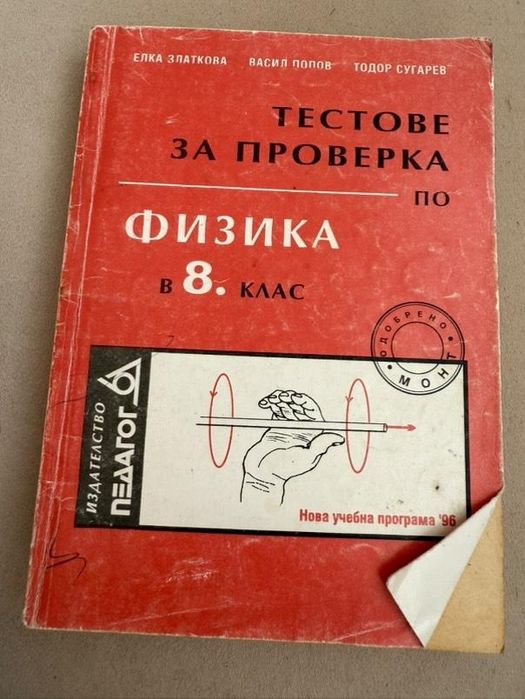 ЕЛКА ЗЛАТКОВА ВАСИЛ ПОПОВ ТОДОР СУГАРЕВ
ТЕСТОВЕ
ЗА ПРОВЕРКА
ПО
ФИЗИКА
В 8. КЛАС
ОДОБРЕНО • МОНТ •
ИЗДАТЕЛСТВО
ПЕДАГОГ 6
Нова учебна програма '96